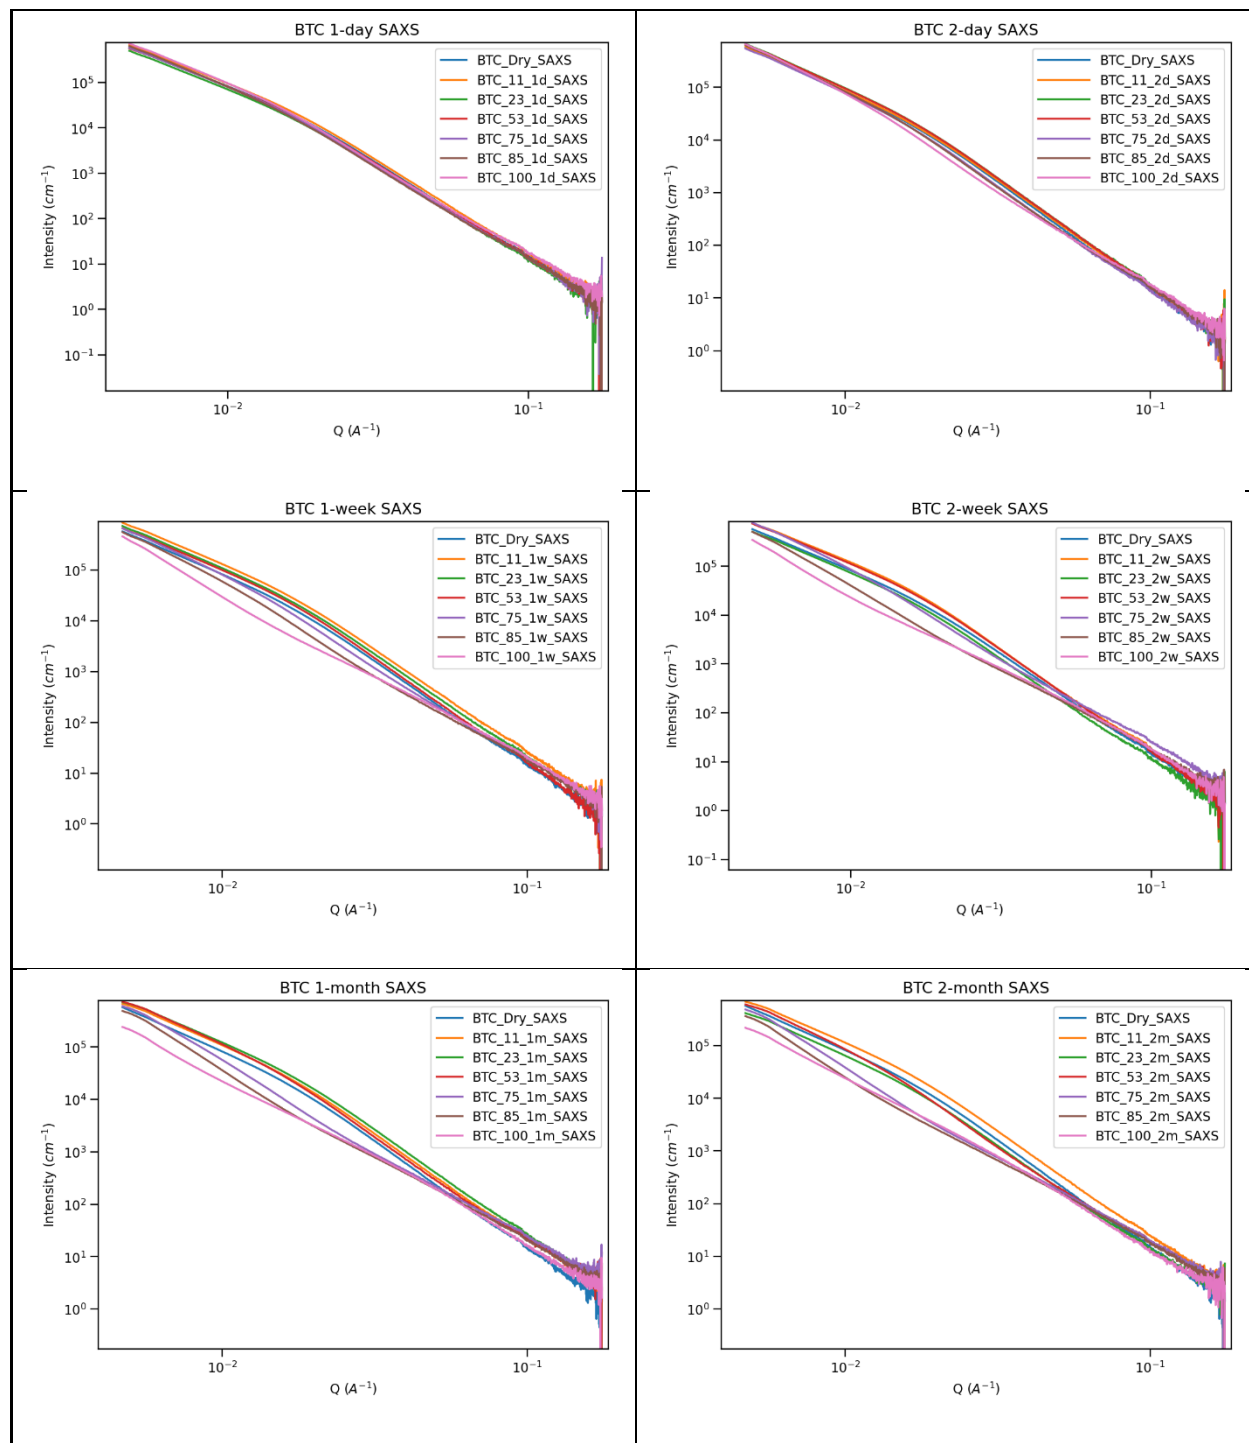 BTC 1-day SAXS
Intensity (cm⁻¹)
10⁵
10⁴
10³
10²
10¹
10⁰
10⁻¹
BTC_Dry_SAXS
BTC_11_1d_SAXS
BTC_23_1d_SAXS
BTC_53_1d_SAXS
BTC_75_1d_SAXS
BTC_85_1d_SAXS
BTC_100_1d_SAXS
10⁻² 10⁻¹
Q (A⁻¹)
BTC 2-day SAXS
Intensity (cm⁻¹)
10⁵
10⁴
10³
10²
10¹
10⁰
BTC_Dry_SAXS
BTC_11_2d_SAXS
BTC_23_2d_SAXS
BTC_53_2d_SAXS
BTC_75_2d_SAXS
BTC_85_2d_SAXS
BTC_100_2d_SAXS
10⁻² 10⁻¹
Q (A⁻¹)
BTC 1-week SAXS
Intensity (cm⁻¹)
10⁵
10⁴
10³
10²
10¹
10⁰
BTC_Dry_SAXS
BTC_11_1w_SAXS
BTC_23_1w_SAXS
BTC_53_1w_SAXS
BTC_75_1w_SAXS
BTC_85_1w_SAXS
BTC_100_1w_SAXS
10⁻² 10⁻¹
Q (A⁻¹)
BTC 2-week SAXS
Intensity (cm⁻¹)
10⁵
10⁴
10³
10²
10¹
10⁰
10⁻¹
BTC_Dry_SAXS
BTC_11_2w_SAXS
BTC_23_2w_SAXS
BTC_53_2w_SAXS
BTC_75_2w_SAXS
BTC_85_2w_SAXS
BTC_100_2w_SAXS
10⁻² 10⁻¹
Q (A⁻¹)
BTC 1-month SAXS
Intensity (cm⁻¹)
10⁵
10⁴
10³
10²
10¹
10⁰
BTC_Dry_SAXS
BTC_11_1m_SAXS
BTC_23_1m_SAXS
BTC_53_1m_SAXS
BTC_75_1m_SAXS
BTC_85_1m_SAXS
BTC_100_1m_SAXS
10⁻² 10⁻¹
Q (A⁻¹)
BTC 2-month SAXS
Intensity (cm⁻¹)
10⁵
10⁴
10³
10²
10¹
10⁰
BTC_Dry_SAXS
BTC_11_2m_SAXS
BTC_23_2m_SAXS
BTC_53_2m_SAXS
BTC_75_2m_SAXS
BTC_85_2m_SAXS
BTC_100_2m_SAXS
10⁻² 10⁻¹
Q (A⁻¹)